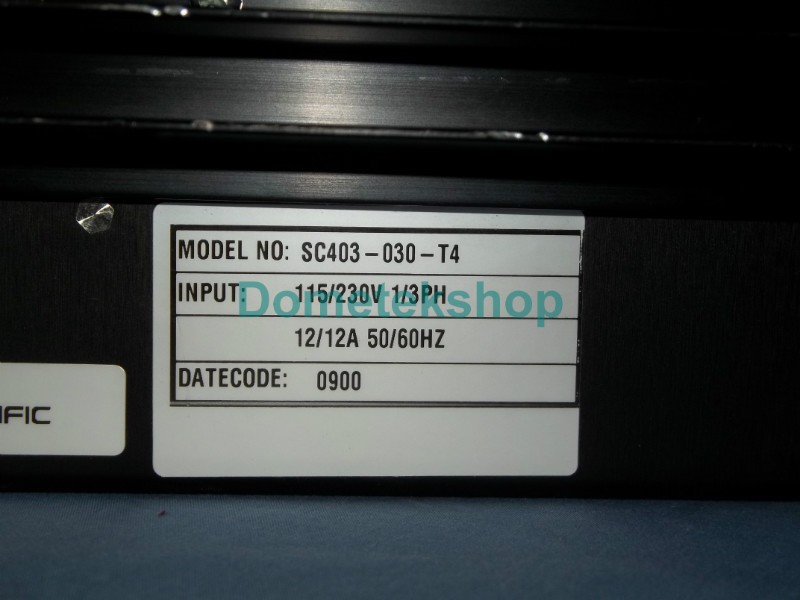 MODEL NO: SC403-030-T4
INPUT: 115/230V 1/3PH
Dometekshop
12/12A 50/60HZ
DATECODE: 0900
IFIC